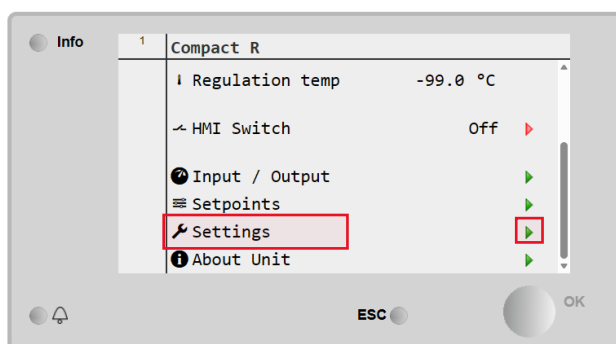 Info
1
Compact R
Regulation temp -99.0 °C
HMI Switch Off
Input / Output
Setpoints
Settings
About Unit
ESC
OK